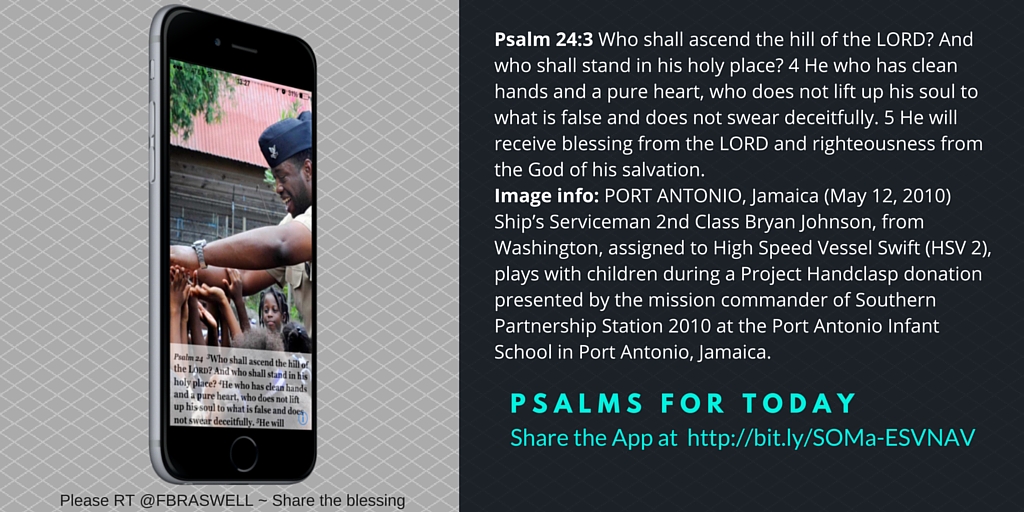 13:37
31%
Psalm 24 ³Who shall ascend the hill of
the LORD? And who shall stand in his
holy place? ⁴He who has clean hands
and a pure heart, who does not lift
up his soul to what is false and does
not swear deceitfully. ⁵He will
Please RT @FBRASWELL ~ Share the blessing
Psalm 24:3 Who shall ascend the hill of the LORD? And
who shall stand in his holy place? 4 He who has clean
hands and a pure heart, who does not lift up his soul to
what is false and does not swear deceitfully. 5 He will
receive blessing from the LORD and righteousness from
the God of his salvation.
Image info: PORT ANTONIO, Jamaica (May 12, 2010)
Ship’s Serviceman 2nd Class Bryan Johnson, from
Washington, assigned to High Speed Vessel Swift (HSV 2),
plays with children during a Project Handclasp donation
presented by the mission commander of Southern
Partnership Station 2010 at the Port Antonio Infant
School in Port Antonio, Jamaica.
PSALMS FOR TODAY
Share the App at http://bit.ly/SOMa-ESVNAV